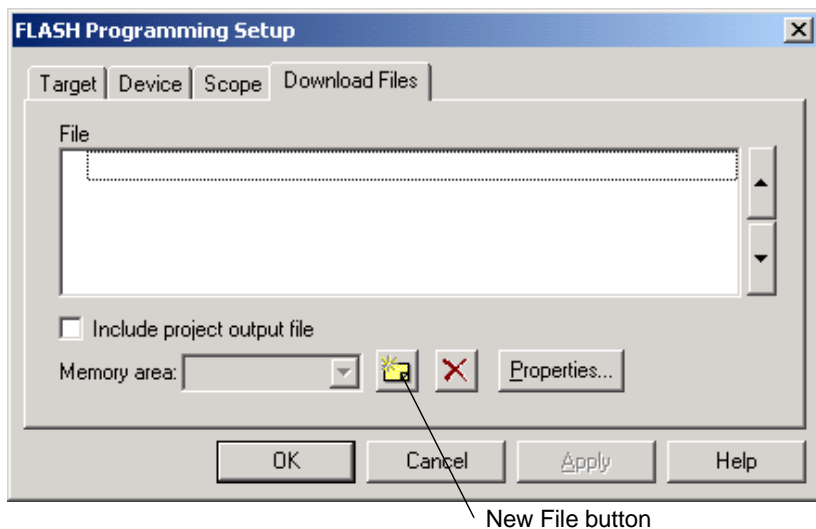 FLASH Programming Setup
Target Device Scope Download Files
File
Include project output file
Memory area: Properties...
OK Cancel Apply Help
New File button